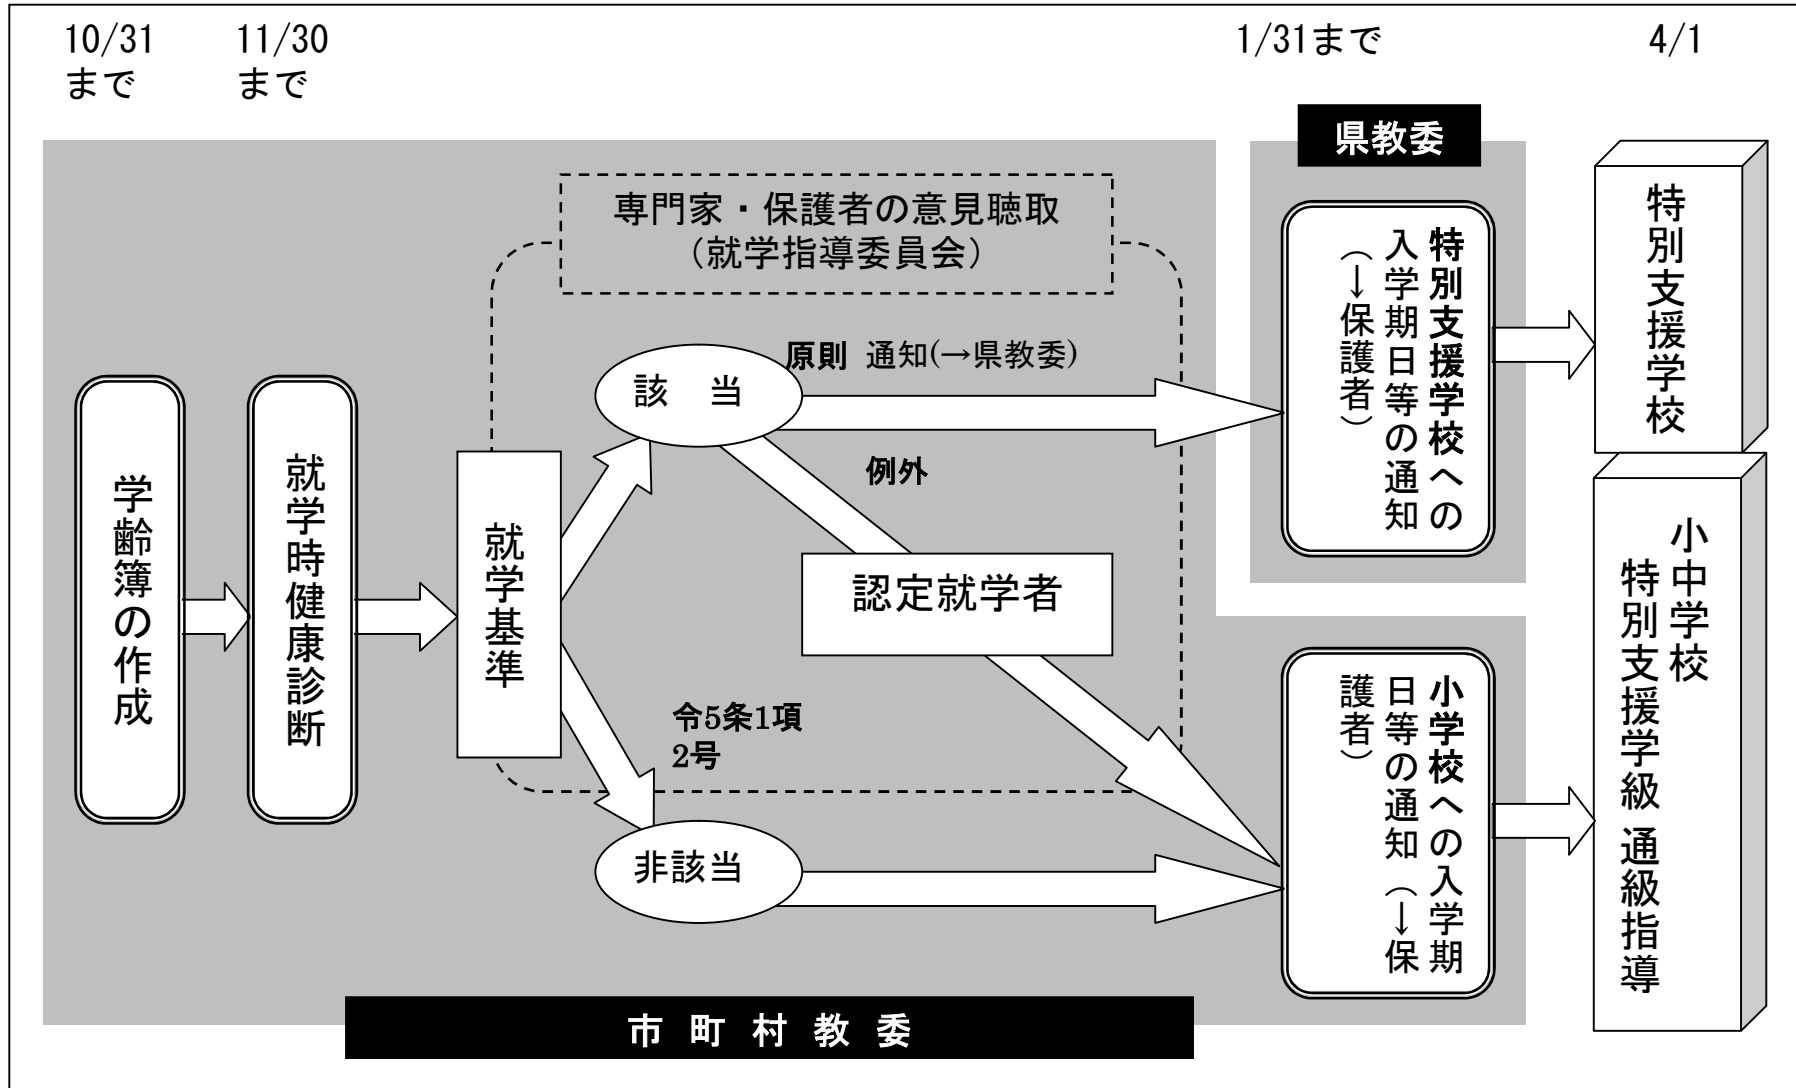 10/31
まで
11/30
まで
1/31まで
4/1
県教委
専門家・保護者の意見聴取
(就学指導委員会)
学齢簿の作成
就学時健康診断
就学基準
該　当
原則 通知(→県教委)
例外
認定就学者
令5条1項
2号
非該当
特別支援学校への
入学期日等の通知
(→保護者)
小学校への入学期
日等の通知 (→保
護者)
特別支援学校
小中学校
特別支援学級 通級指導
市 町 村 教 委